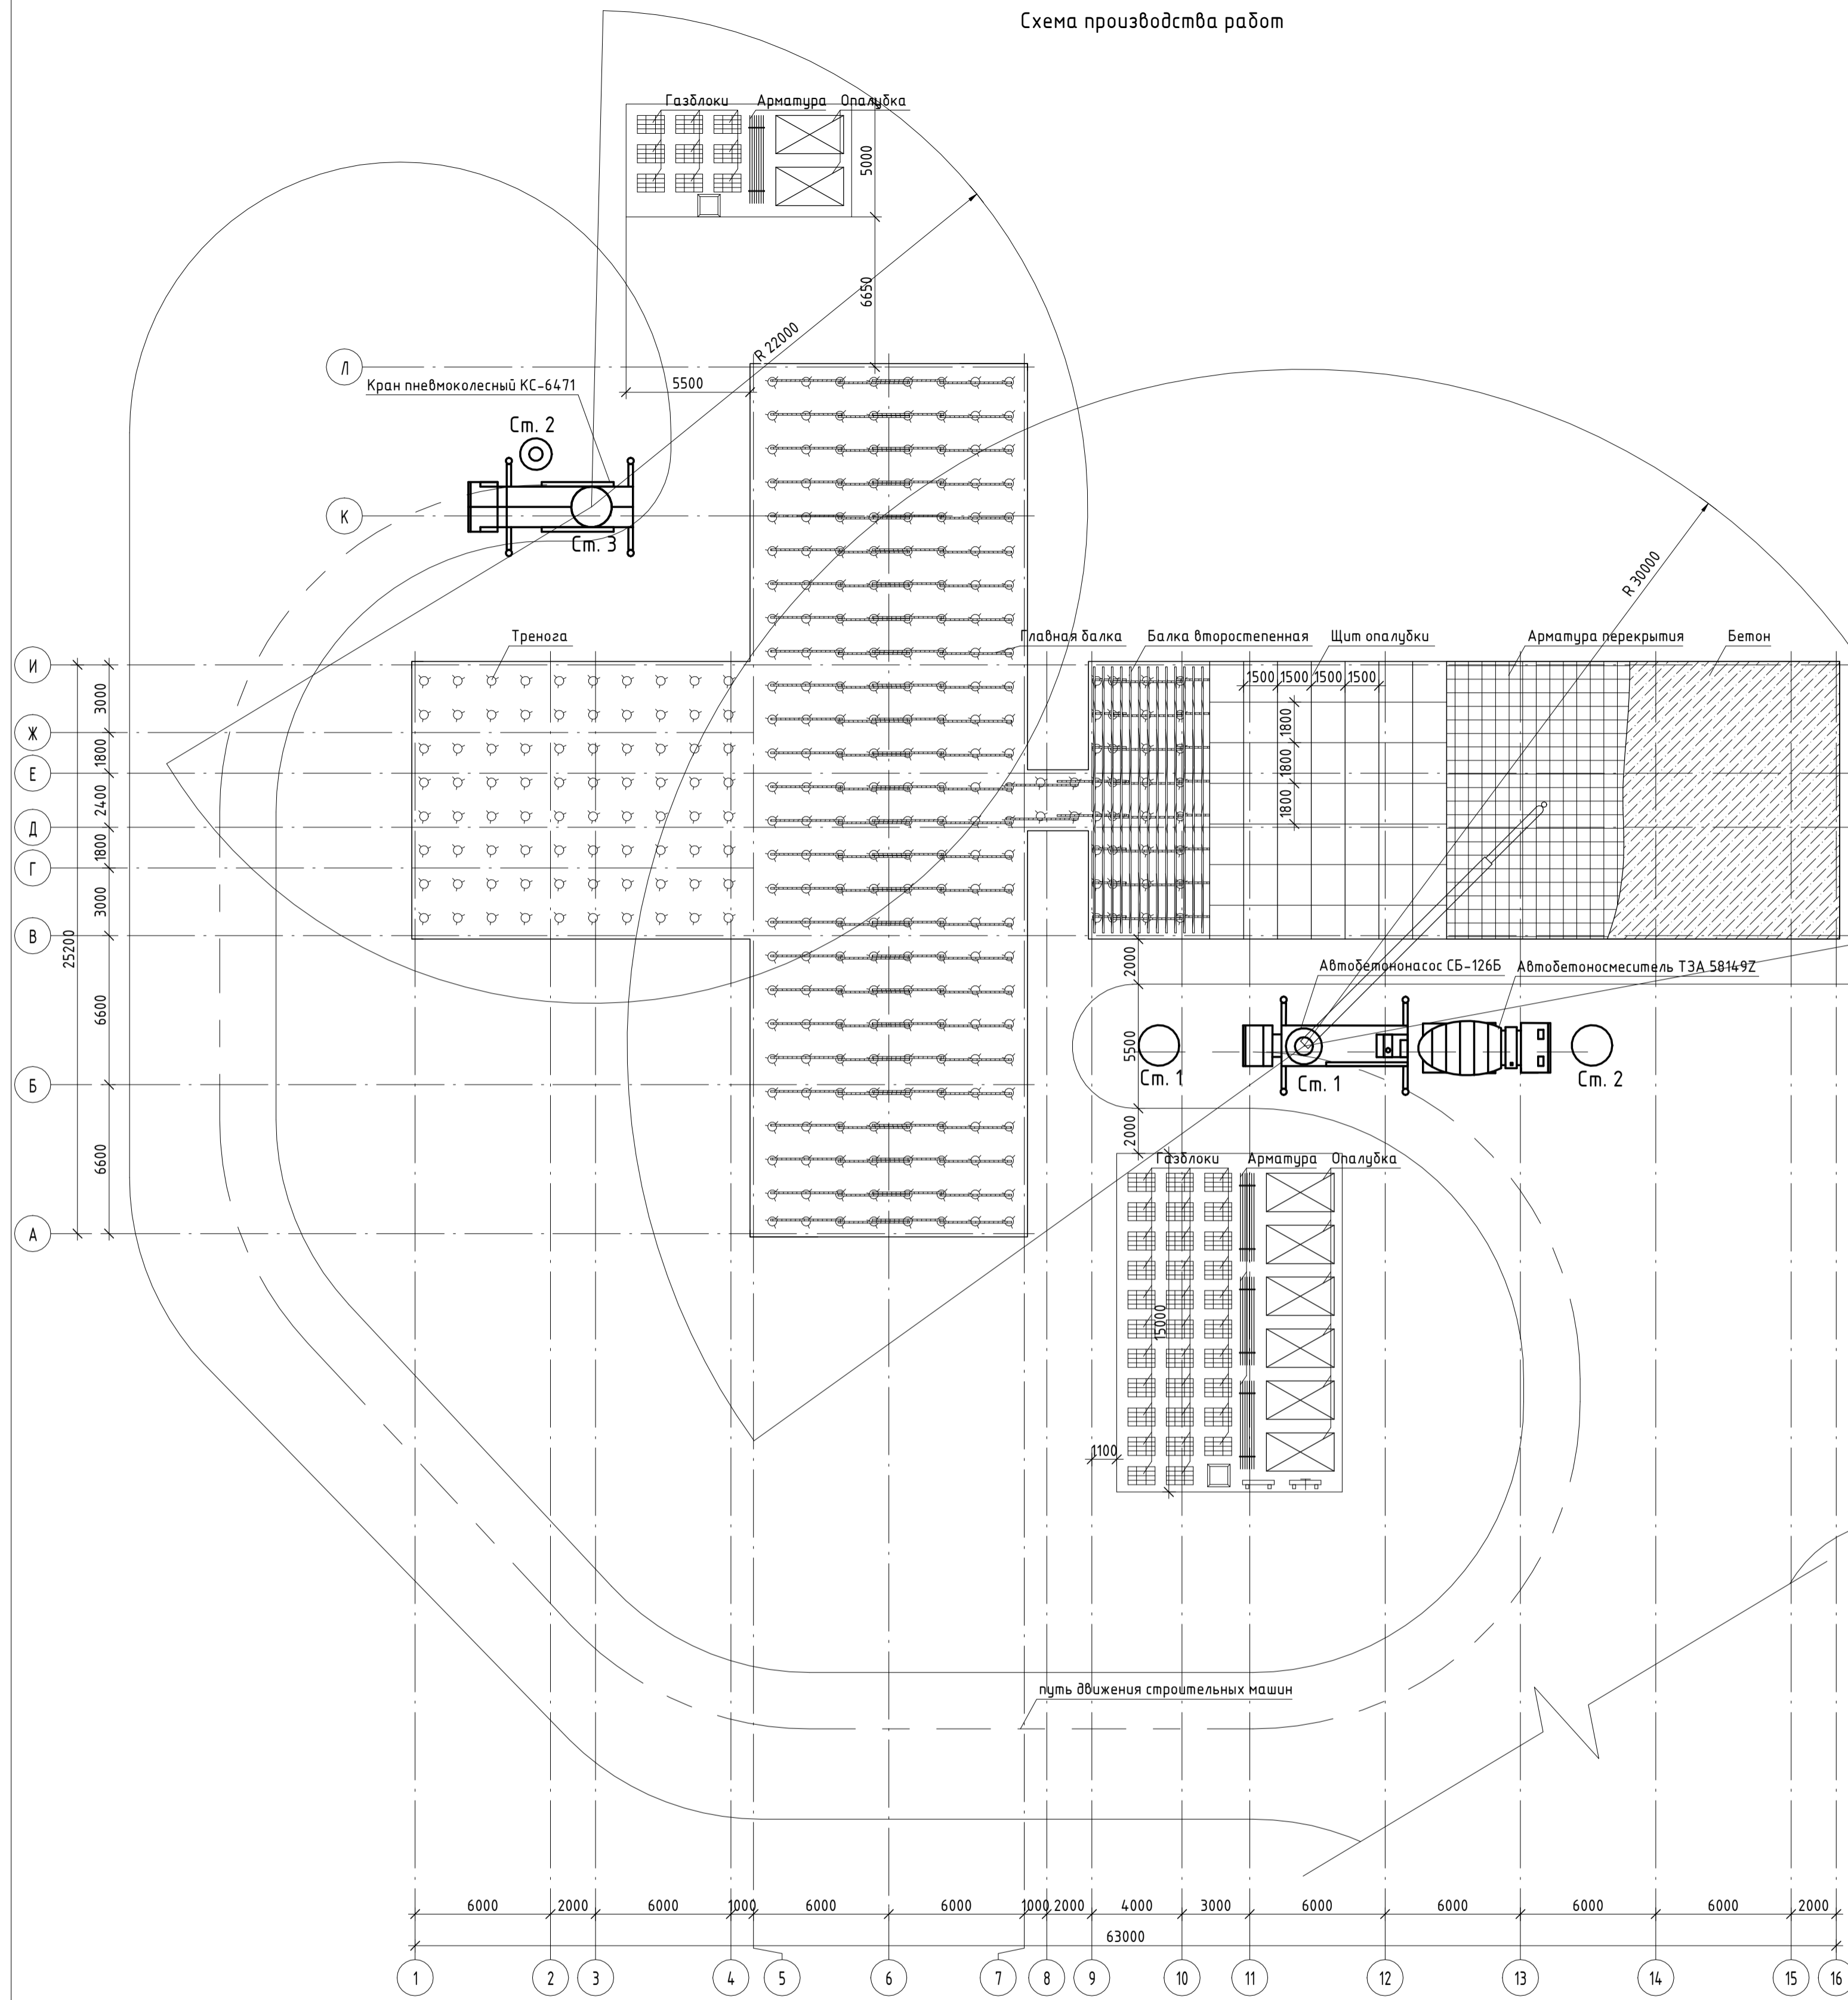 Схема производства работ
Газблоки
Арматура
Опалубка
5000
6650
R 22000
Л
Кран пневмоколесный КС-6471
5500
Ст. 2
К
Ст. 3
R 30000
Тренога
Главная балка
Балка второстепенная
Щит опалубки
Арматура перекрытия
Бетон
И
1500
1500
1500
1500
3000
Ж
1800
1800
Е
1800
2400
1800
Д
1800
Г
3000
В
25200
2000
Автобетононасос СБ-126Б
Автобетоносмеситель ТЗА 58149Z
6600
5500
Ст. 1
Ст. 1
Ст. 2
Б
2000
6600
Газблоки
Арматура
Опалубка
А
15000
1100
путь движения строительных машин
6000
2000
6000
1000
6000
6000
1000
2000
4000
3000
6000
6000
6000
6000
2000
63000
1
2
3
4
5
6
7
8
9
10
11
12
13
14
15
16